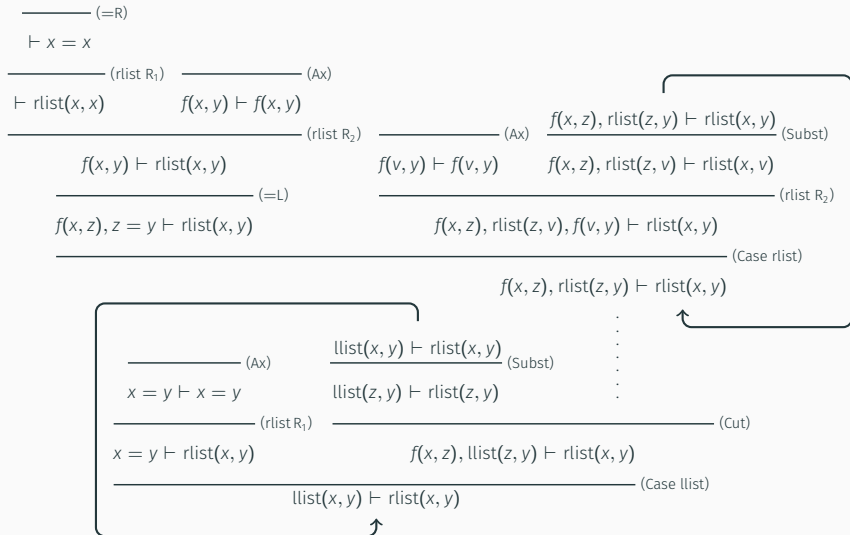 (=R)
⊢ x = x
(rlist R₁) (Ax)
⊢ rlist(x, x) f(x, y) ⊢ f(x, y) f(x, z), rlist(z, y) ⊢ rlist(x, y)
(rlist R₂) (Ax) (Subst)
f(x, y) ⊢ rlist(x, y) f(v, y) ⊢ f(v, y) f(x, z), rlist(z, v) ⊢ rlist(x, v)
(=L) (rlist R₂)
f(x, z), z = y ⊢ rlist(x, y) f(x, z), rlist(z, v), f(v, y) ⊢ rlist(x, y)
(Case rlist)
f(x, z), rlist(z, y) ⊢ rlist(x, y)
llist(x, y) ⊢ rlist(x, y)
(Ax) (Subst)
x = y ⊢ x = y llist(z, y) ⊢ rlist(z, y)
(rlist R₁) (Cut)
x = y ⊢ rlist(x, y) f(x, z), llist(z, y) ⊢ rlist(x, y)
(Case llist)
llist(x, y) ⊢ rlist(x, y)